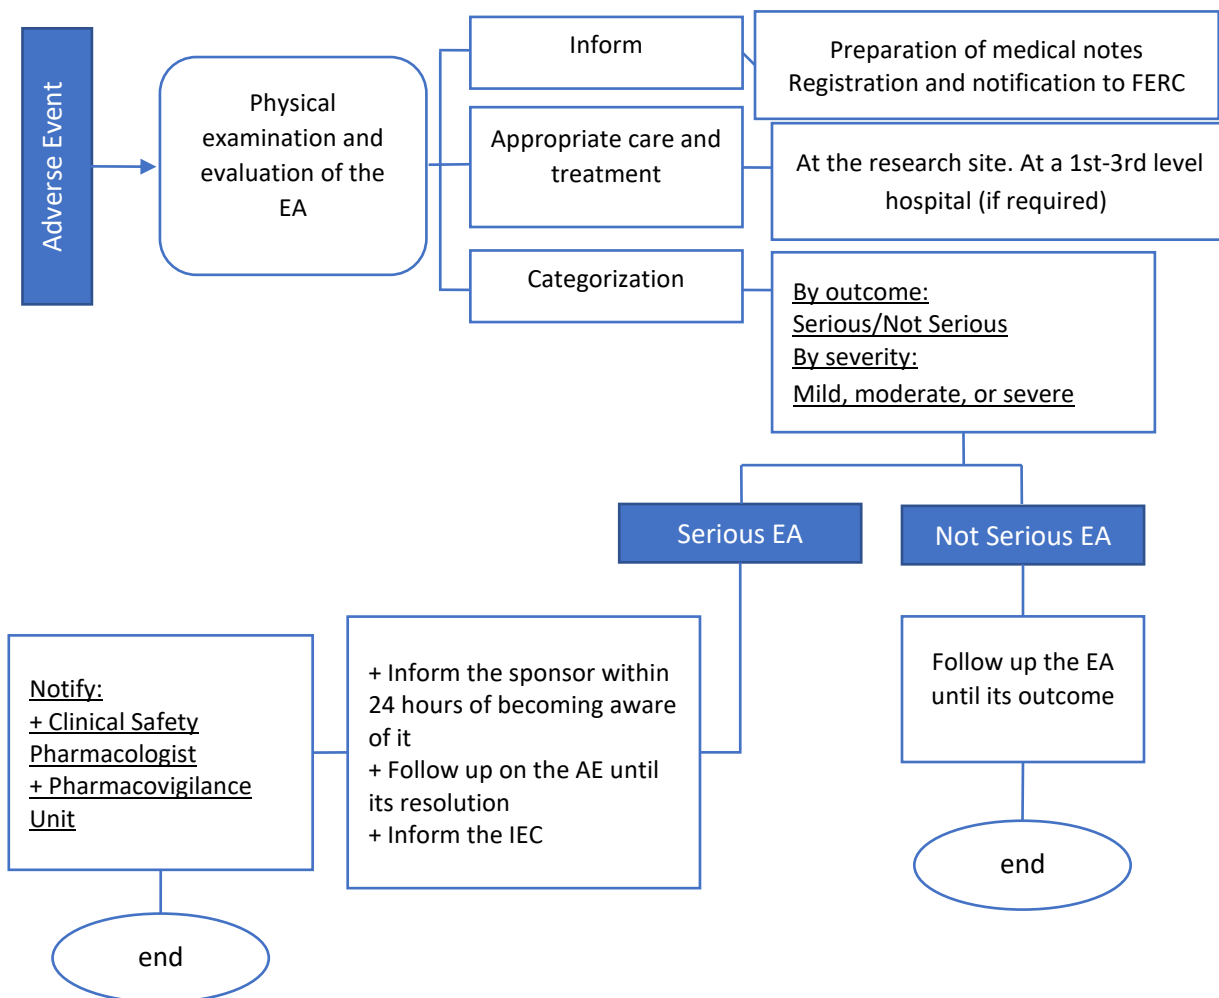 Adverse Event
Physical
examination and
evaluation of the
EA
Inform
Preparation of medical notes
Registration and notification to FERC
Appropriate care and
treatment
At the research site. At a 1st-3rd level
hospital (if required)
Categorization
By outcome:
Serious/Not Serious
By severity:
Mild, moderate, or severe
Serious EA
Not Serious EA
Notify:
+ Clinical Safety
Pharmacologist
+ Pharmacovigilance
Unit
+ Inform the sponsor within
24 hours of becoming aware
of it
+ Follow up on the AE until
its resolution
+ Inform the IEC
Follow up the EA
until its outcome
end
end